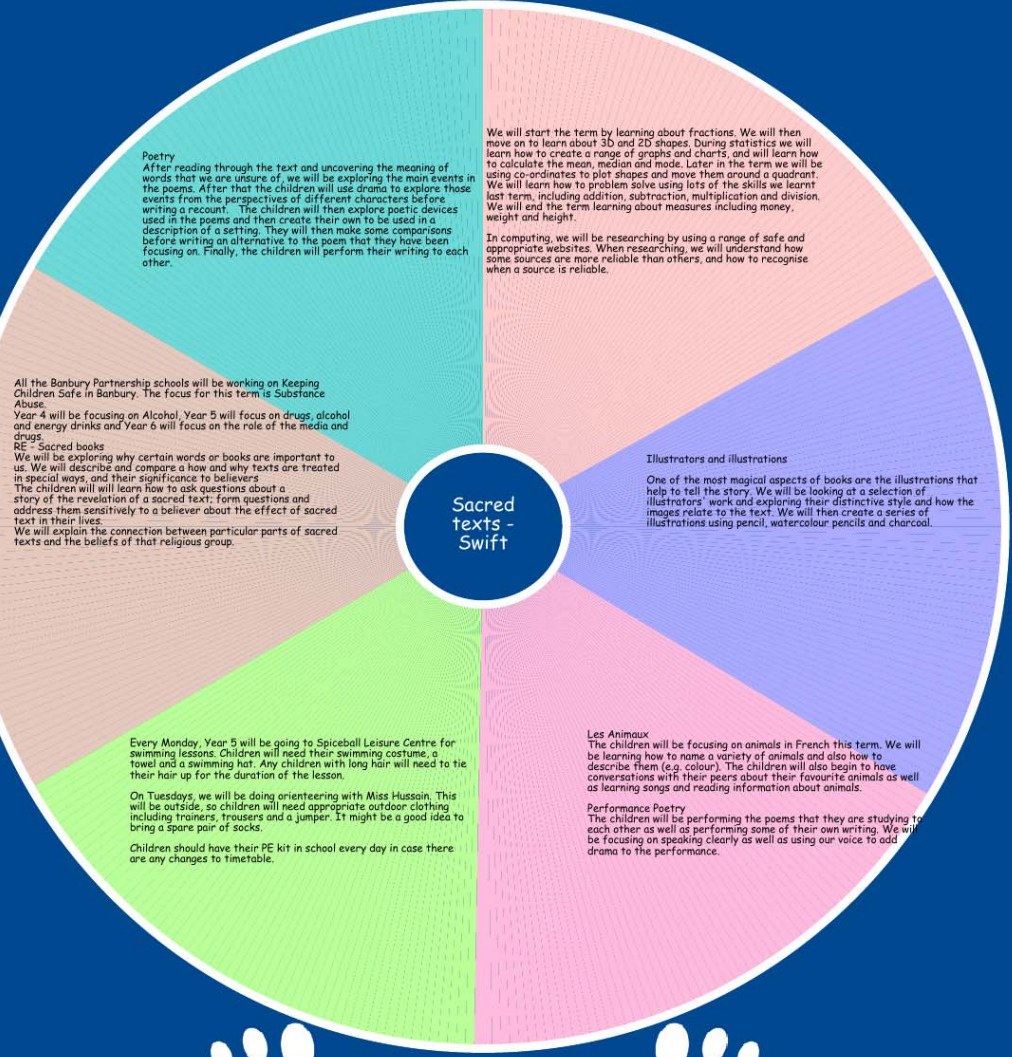 Poetry
After reading through the text and uncovering the meaning of
words that we are unsure of, we will be exploring the main events in
the poems. After that the children will use drama to explore those
events from the perspectives of different characters before
writing a recount.   The children will then explore poetic devices
used in the poems and then create their own to be used in a
description of a setting. They will then make some comparisons
before writing an alternative to the poem that they have been
focusing on. Finally, the children will perform their writing to each
other.
We will start the term by learning about fractions. We will then
move on to learn about 3D and 2D shapes. During statistics we will
learn how to create a range of graphs and charts, and will learn how
to calculate the mean, median and mode. Later in the term we will be
using co-ordinates to plot shapes and move them around a quadrant.
We will learn how to problem solve using lots of the skills we learnt
last term, including addition, subtraction, multiplication and division.
We will end the term learning about measures including money,
weight and height.
In computing, we will be researching by using a range of safe and
appropriate websites. When researching, we will understand how
some sources are more reliable than others, and how to recognise
when a source is reliable.
All the Banbury Partnership schools will be working on Keeping
Children Safe in Banbury. The focus for this term is Substance
Abuse.
Year 4 will be focusing on Alcohol, Year 5 will focus on drugs, alcohol
and energy drinks and Year 6 will focus on the role of the media and
drugs.
RE - Sacred books
We will be exploring why certain words or books are important to
us. We will describe and compare a how and why texts are treated
in special ways, and their significance to believers
The children will will learn how to ask questions about a
story of the revelation of a sacred text; form questions and
address them sensitively to a believer about the effect of sacred
text in their lives.
We will explain the connection between particular parts of sacred
texts and the beliefs of that religious group.
Sacred
texts -
Swift
Illustrators and illustrations
One of the most magical aspects of books are the illustrations that
help to tell the story. We will be looking at a selection of
illustrators' work and exploring their distinctive style and how the
images relate to the text. We will then create a series of
illustrations using pencil, watercolour pencils and charcoal.
Every Monday, Year 5 will be going to Spiceball Leisure Centre for
swimming lessons. Children will need their swimming costume, a
towel and a swimming hat. Any children with long hair will need to tie
their hair up for the duration of the lesson.
On Tuesdays, we will be doing orienteering with Miss Hussain. This
will be outside, so children will need appropriate outdoor clothing
including trainers, trousers and a jumper. It might be a good idea to
bring a spare pair of socks.
Children should have their PE kit in school every day in case there
are any changes to timetable.
Les Animaux
The children will be focusing on animals in French this term. We will
be learning how to name a variety of animals and also how to
describe them (e.g. colour). The children will also begin to have
conversations with their peers about their favourite animals as well
as learning songs and reading information about animals.
Performance Poetry
The children will be performing the poems that they are studying to
each other as well as performing some of their own writing. We will
be focusing on speaking clearly as well as using our voice to add
drama to the performance.